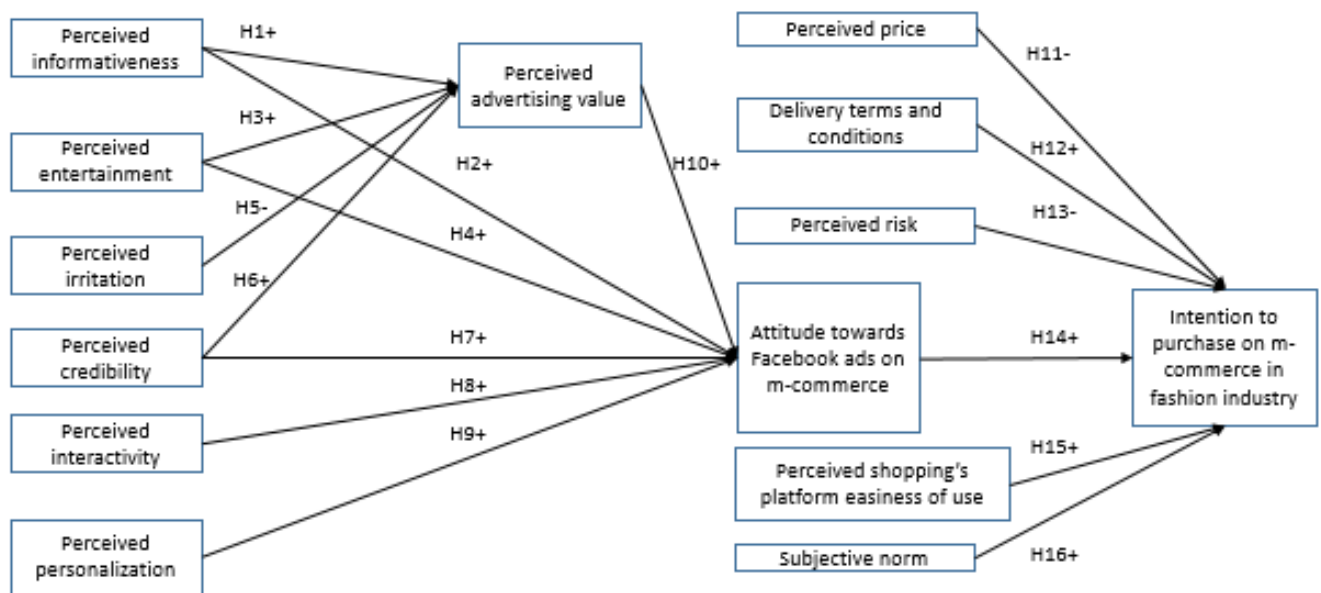 Perceived
informativeness
H1+
Perceived
advertising value
Perceived price
H11-
Perceived
entertainment
H3+
H2+
H10+
Delivery terms and
conditions
H12+
Perceived
irritation
H5-
H4+
Perceived risk
H13-
H6+
Perceived
credibility
H7+
Attitude towards
Facebook ads on
m-commerce
H14+
Intention to
purchase on m-
commerce in
fashion industry
Perceived
interactivity
H8+
H9+
Perceived shopping's
platform easiness of use
H15+
Perceived
personalization
Subjective norm
H16+